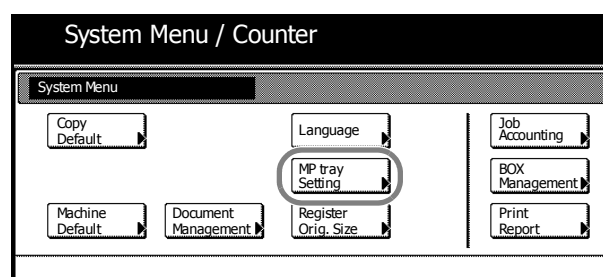 System Menu / Counter
System Menu
Copy
Default
Language
Job
Accounting
MP tray
Setting
BOX
Management
Machine
Default
Document
Management
Register
Orig. Size
Print
Report